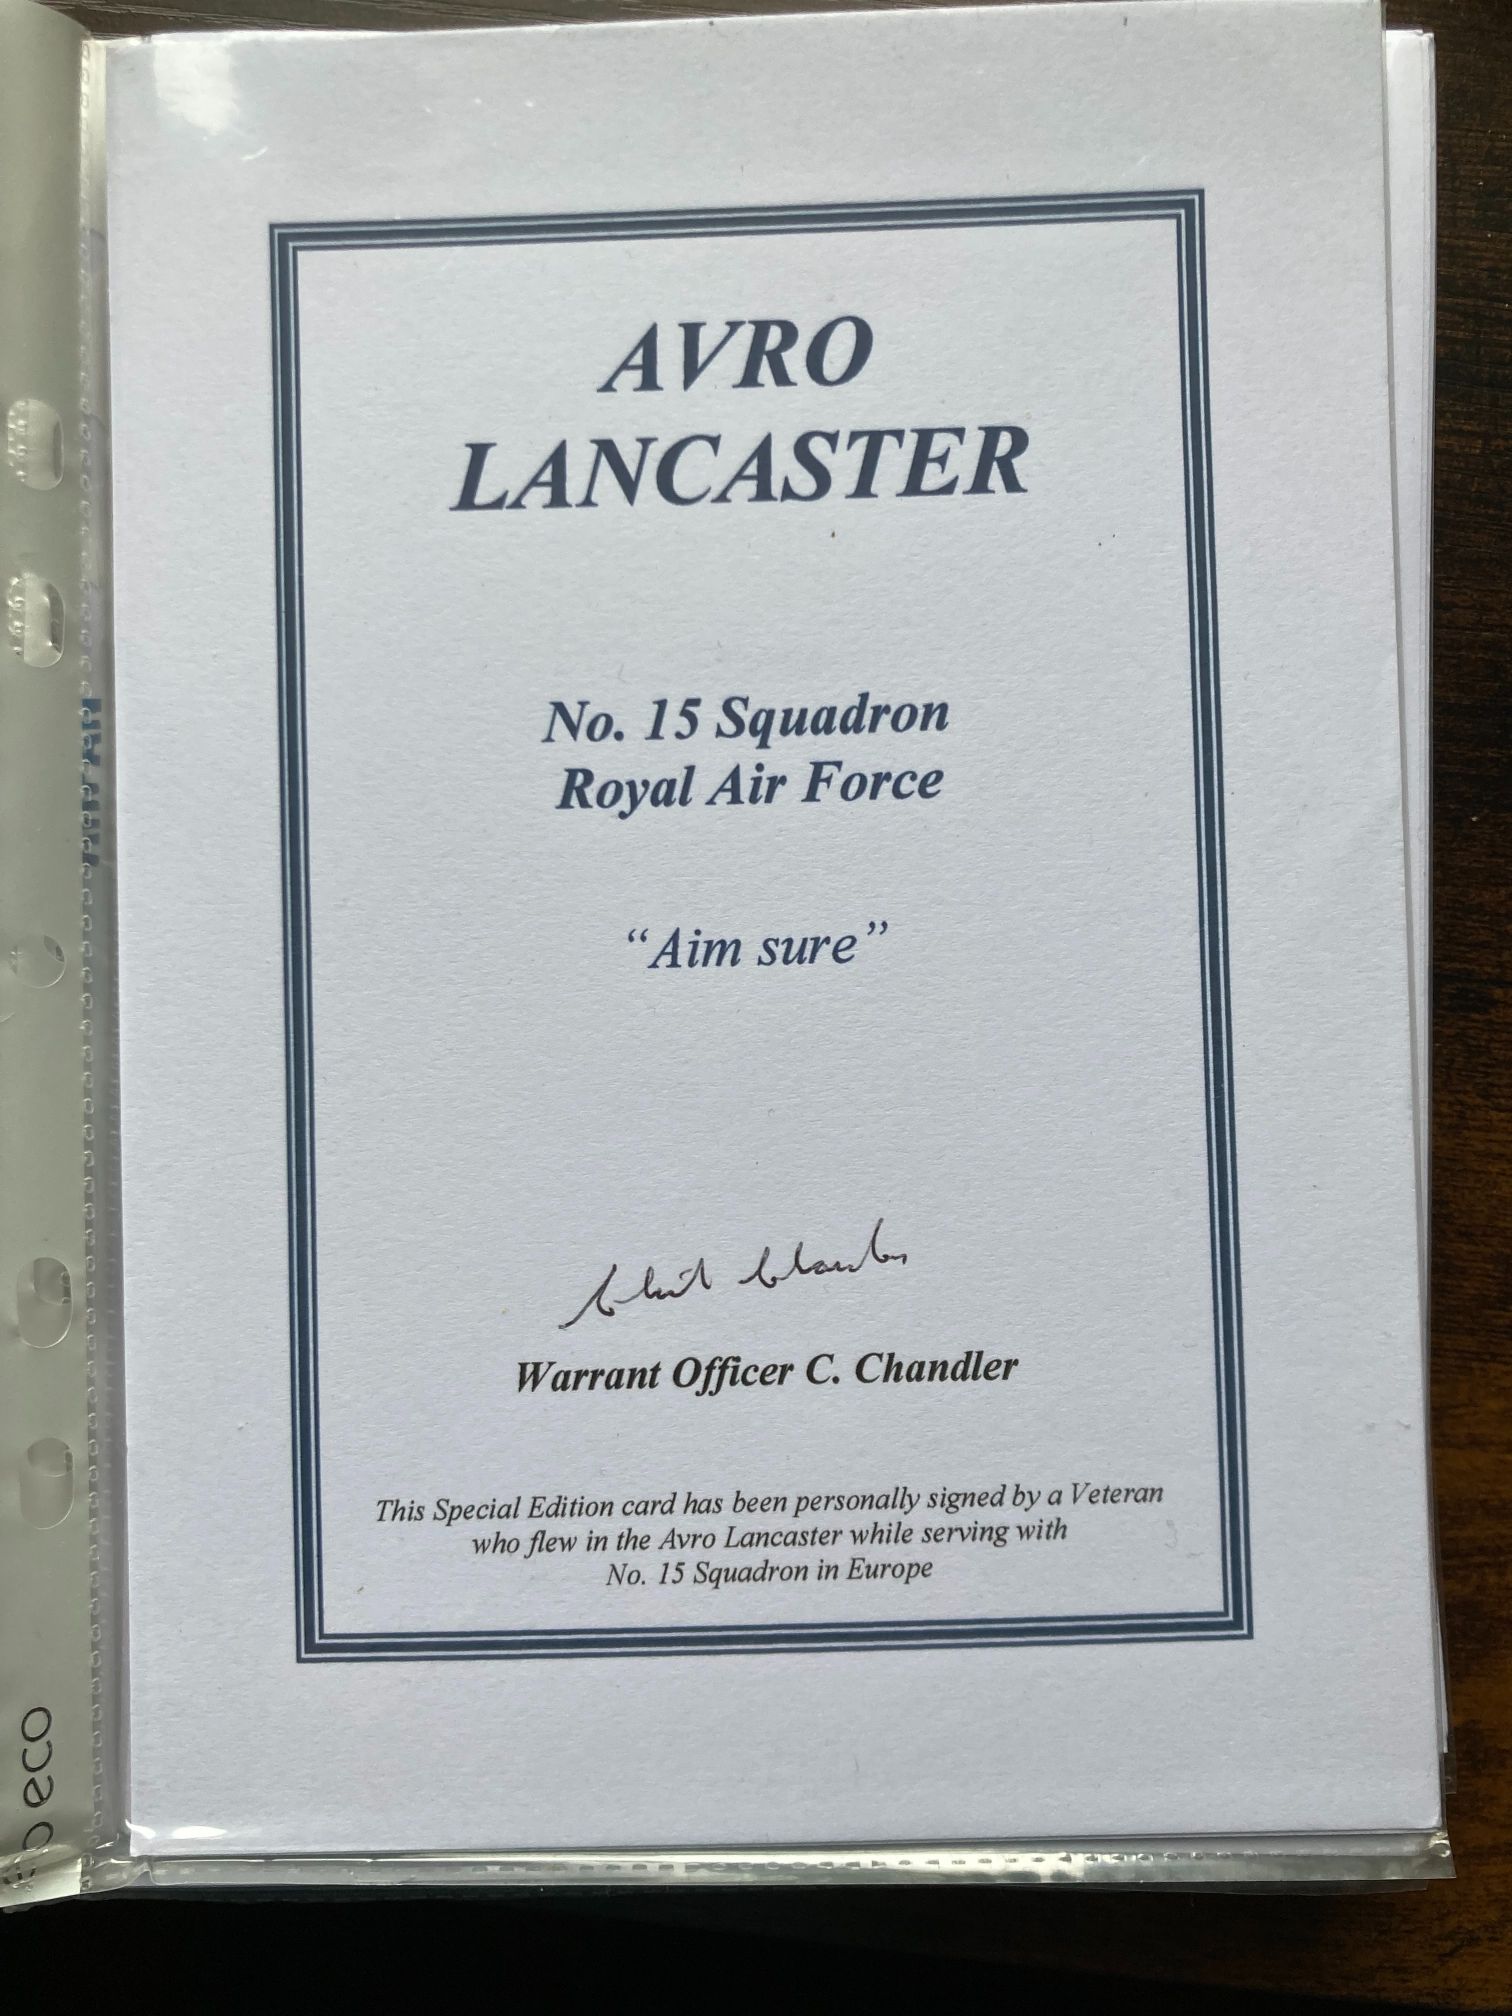 AVRO
LANCASTER
No. 15 Squadron
Royal Air Force
“Aim sure”
Warrant Officer C. Chandler
This Special Edition card has been personally signed by a Veteran
who flew in the Avro Lancaster while serving with
No. 15 Squadron in Europe
eco